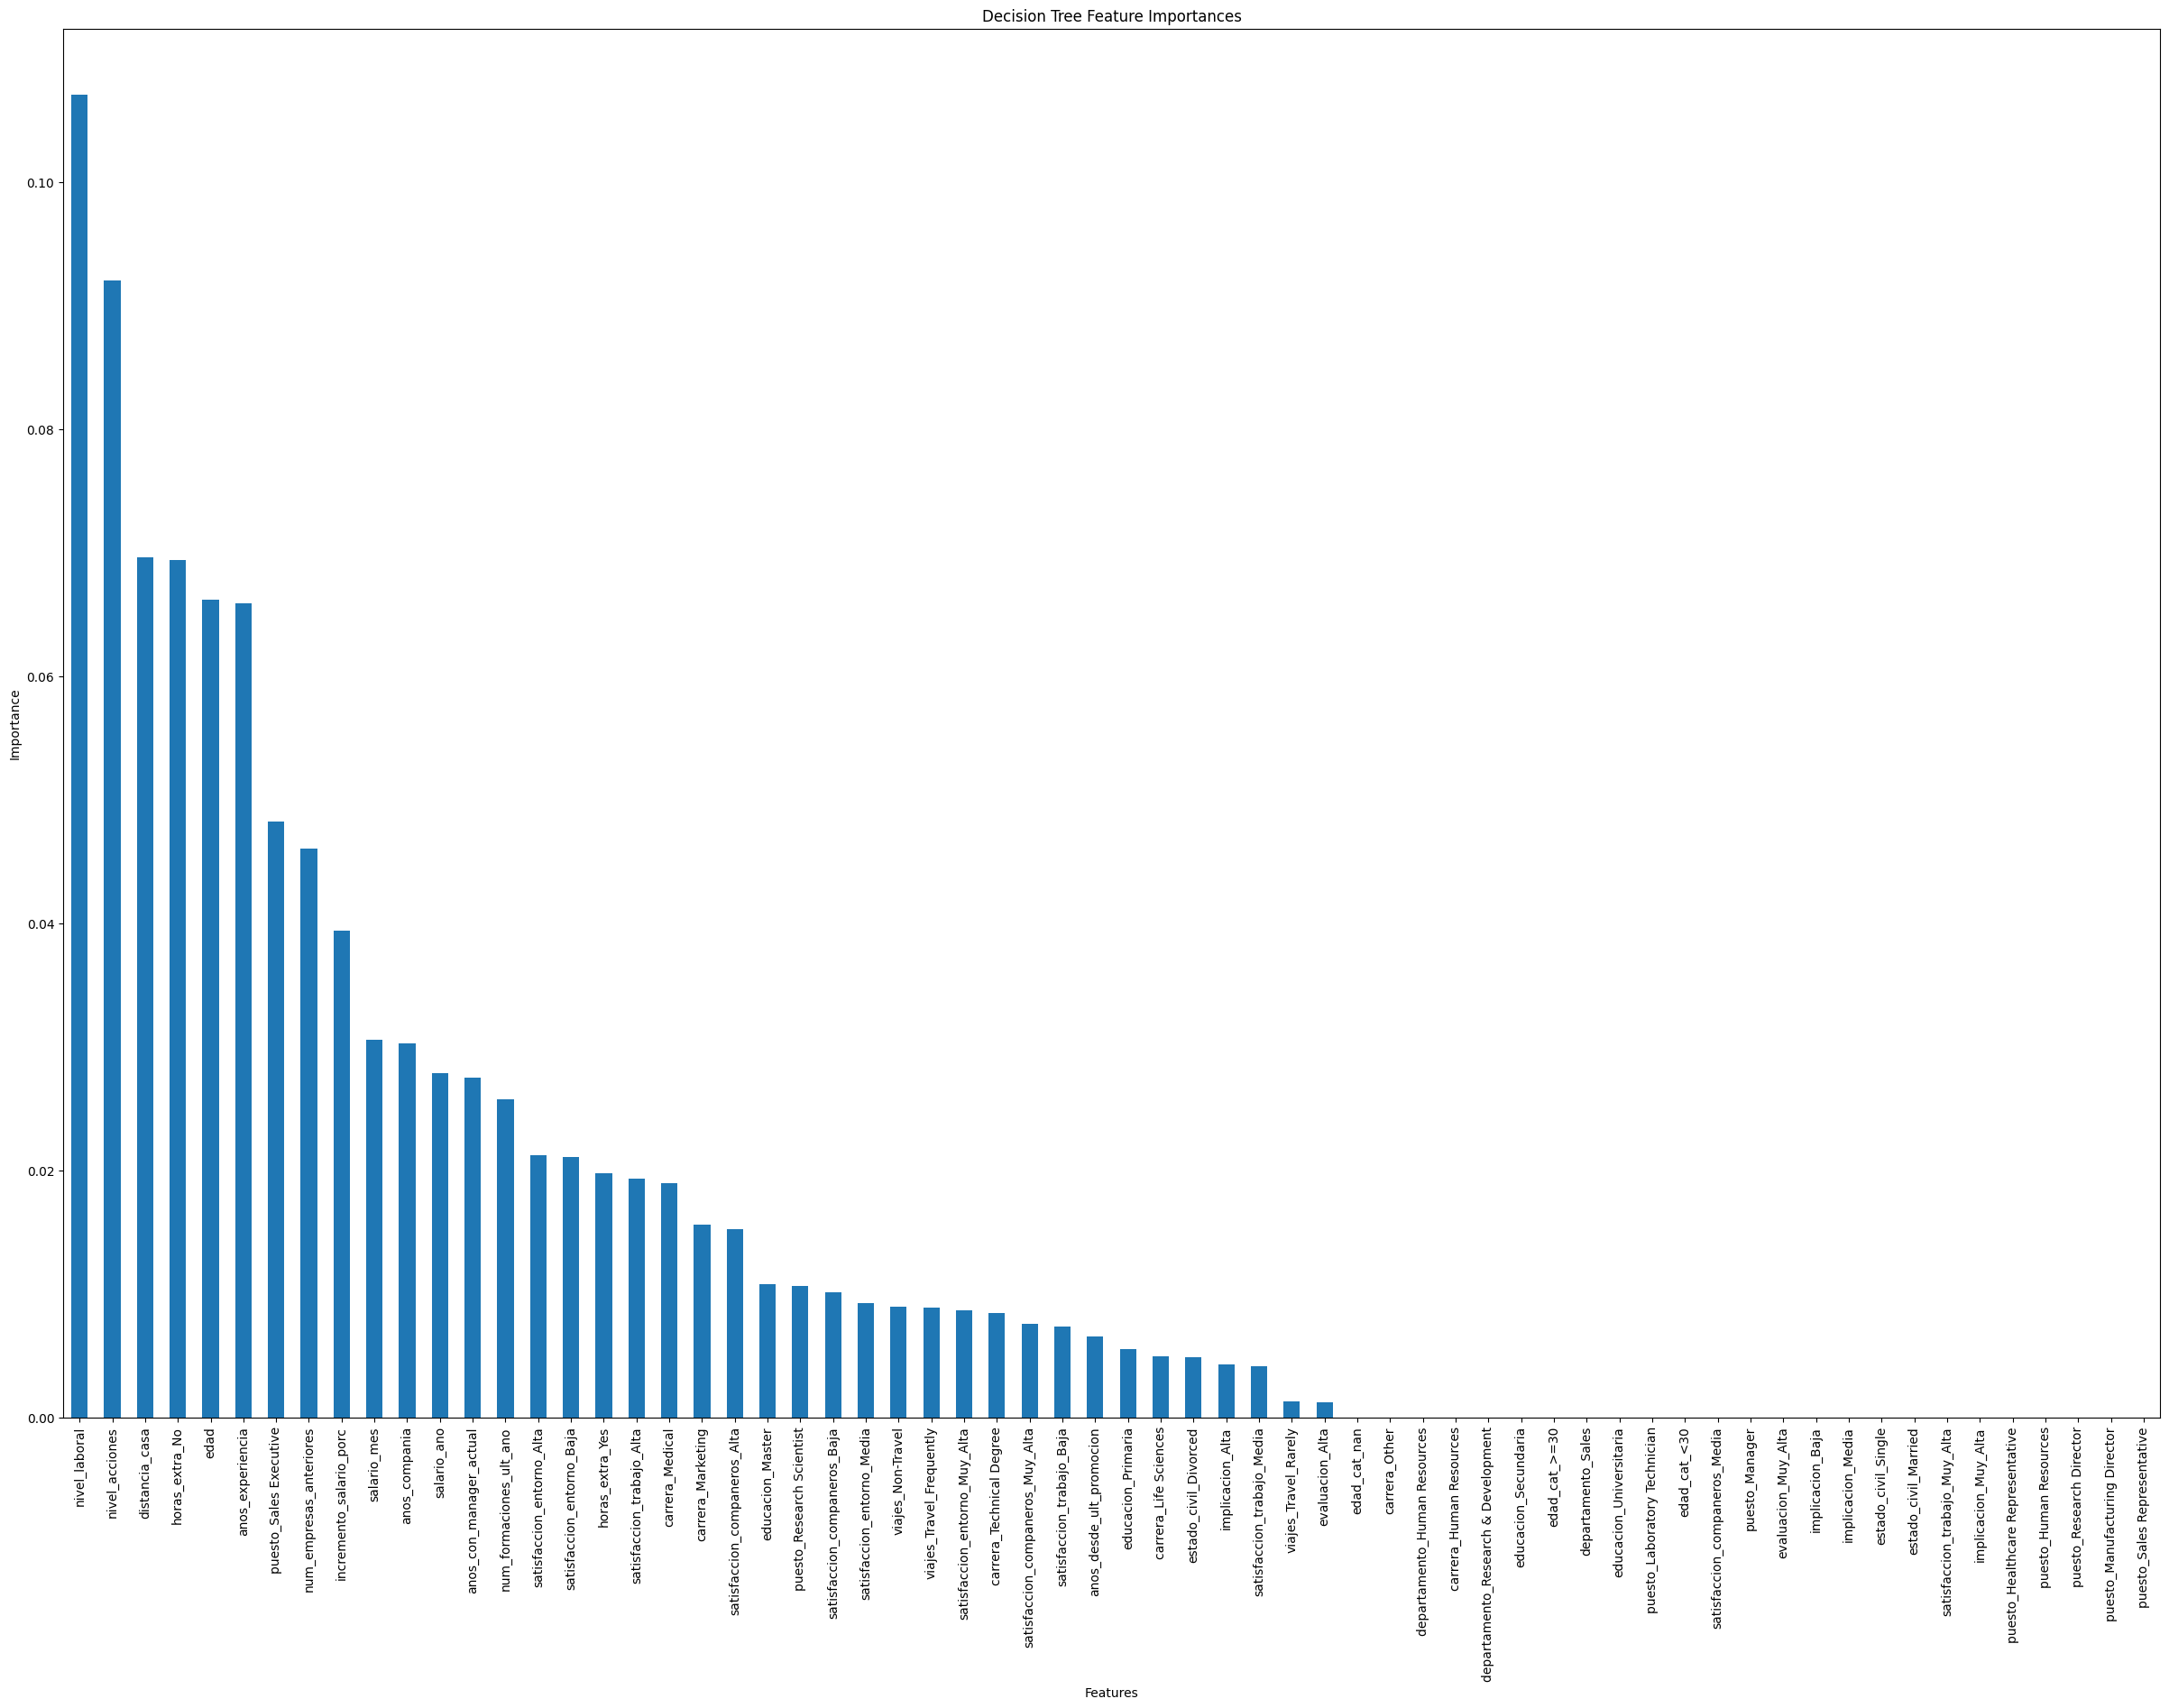 Decision Tree Feature Importances
0.10
0.08
0.06
0.04
0.02
0.00
Importance
nivel_laboral
nivel_acciones
distancia_casa
horas_extra_No
edad
anos_experiencia
puesto_Sales Executive
num_empresas_anteriores
incremento_salario_porc
salario_mes
anos_compania
salario_ano
anos_con_manager_actual
num_formaciones_ult_ano
satisfaccion_entorno_Alta
satisfaccion_entorno_Baja
horas_extra_Yes
satisfaccion_trabajo_Alta
carrera_Medical
carrera_Marketing
satisfaccion_companeros_Alta
educacion_Master
puesto_Research Scientist
satisfaccion_companeros_Baja
satisfaccion_entorno_Media
viajes_Non-Travel
viajes_Travel_Frequently
satisfaccion_entorno_Muy_Alta
carrera_Technical Degree
satisfaccion_companeros_Muy_Alta
satisfaccion_trabajo_Baja
anos_desde_ult_promocion
educacion_Primaria
carrera_Life Sciences
estado_civil_Divorced
implicacion_Alta
satisfaccion_trabajo_Media
viajes_Travel_Rarely
evaluacion_Alta
edad_cat_nan
carrera_Other
departamento_Human Resources
carrera_Human Resources
departamento_Research & Development
educacion_Secundaria
edad_cat_>=30
departamento_Sales
educacion_Universitaria
puesto_Laboratory Technician
edad_cat_<30
satisfaccion_companeros_Media
puesto_Manager
evaluacion_Muy_Alta
implicacion_Baja
implicacion_Media
estado_civil_Single
estado_civil_Married
satisfaccion_trabajo_Muy_Alta
implicacion_Muy_Alta
puesto_Healthcare Representative
puesto_Human Resources
puesto_Research Director
puesto_Manufacturing Director
puesto_Sales Representative
Features